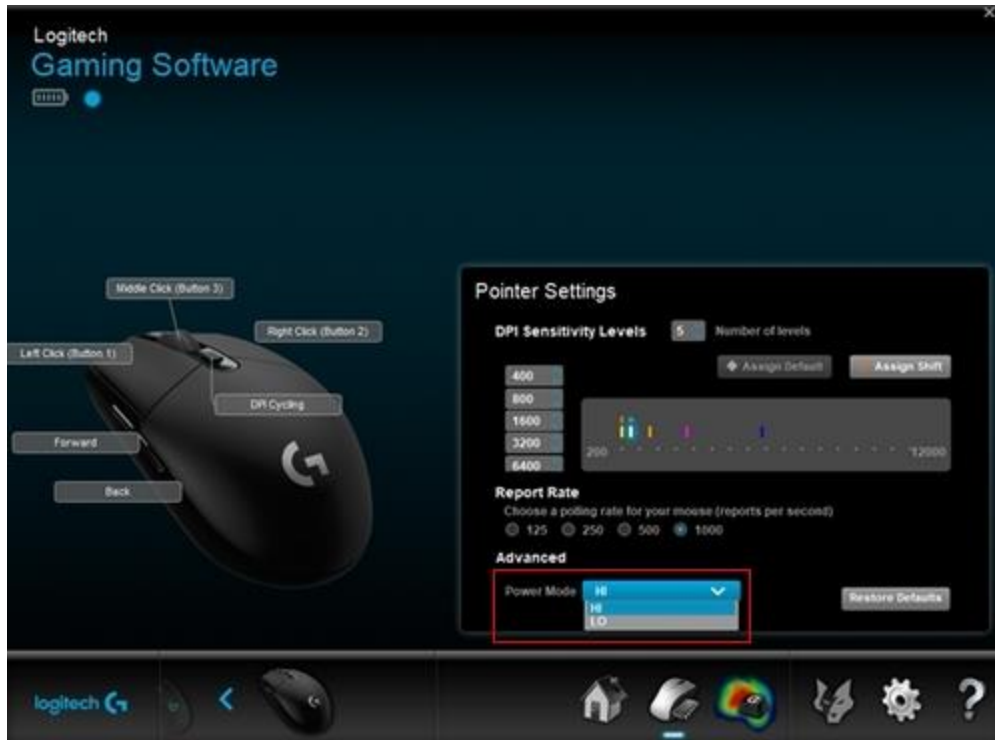 Logitech
Gaming Software
Middle Click (Button 3)
Right Click (Button 2)
Left Click (Button 1)
DPI Cycling
Forward
Back
Pointer Settings
DPI Sensitivity Levels 5 Number of levels
Assign Default Assign Shift
400
800
1600
3200
6400
200 12000
Report Rate
Choose a polling rate for your mouse (reports per second)
125 250 500 1000
Advanced
Power Mode HI
HI
LO
Restore Defaults
logitech G
?